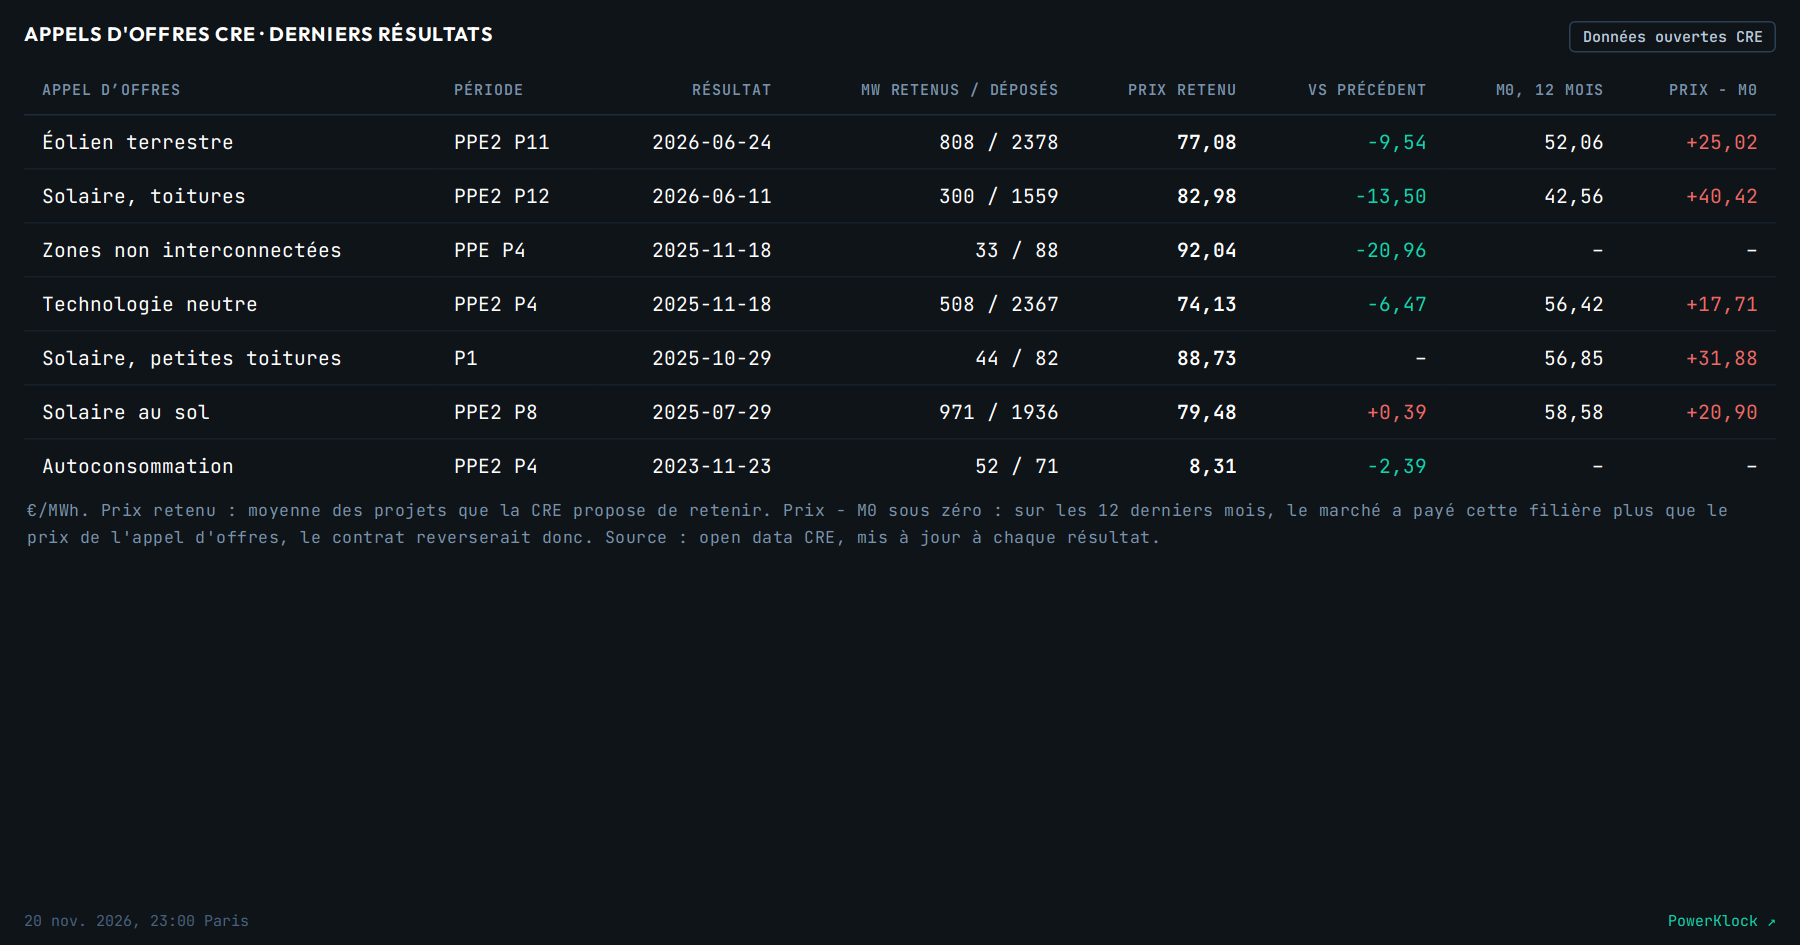 APPELS D'OFFRES CRE · DERNIERS RÉSULTATS
Données ouvertes CRE
APPEL D’OFFRES PÉRIODE RÉSULTAT MW RETENUS / DÉPOSÉS PRIX RETENU VS PRÉCÉDENT M0, 12 MOIS PRIX - M0
Éolien terrestre PPE2 P11 2026-06-24 808 / 2378 77,08 -9,54 52,06 +25,02
Solaire, toitures PPE2 P12 2026-06-11 300 / 1559 82,98 -13,50 42,56 +40,42
Zones non interconnectées PPE P4 2025-11-18 33 / 88 92,04 -20,96 – –
Technologie neutre PPE2 P4 2025-11-18 508 / 2367 74,13 -6,47 56,42 +17,71
Solaire, petites toitures P1 2025-10-29 44 / 82 88,73 – 56,85 +31,88
Solaire au sol PPE2 P8 2025-07-29 971 / 1936 79,48 +0,39 58,58 +20,90
Autoconsommation PPE2 P4 2023-11-23 52 / 71 8,31 -2,39 – –
€/MWh. Prix retenu : moyenne des projets que la CRE propose de retenir. Prix - M0 sous zéro : sur les 12 derniers mois, le marché a payé cette filière plus que le
prix de l'appel d'offres, le contrat reverserait donc. Source : open data CRE, mis à jour à chaque résultat.
20 nov. 2026, 23:00 Paris
PowerKlock ↗